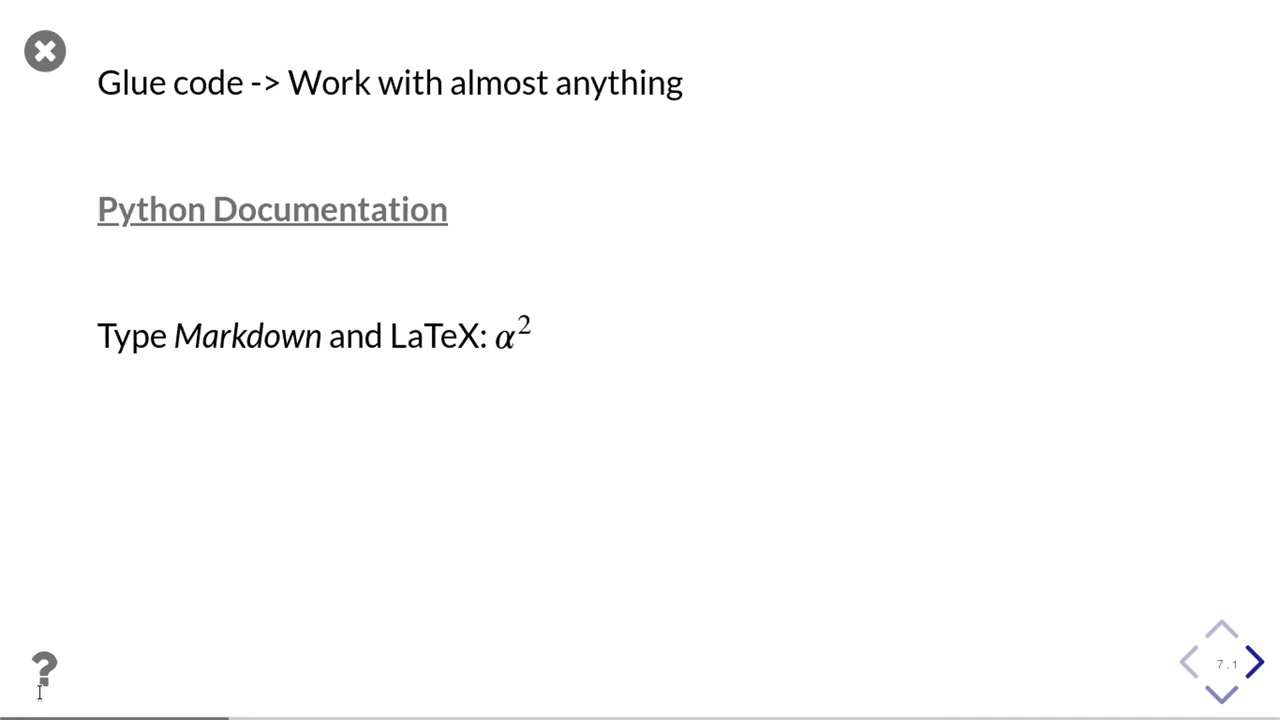 Glue code -> Work with almost anything
Python Documentation
Type Markdown and LaTeX: α²
?
7.1